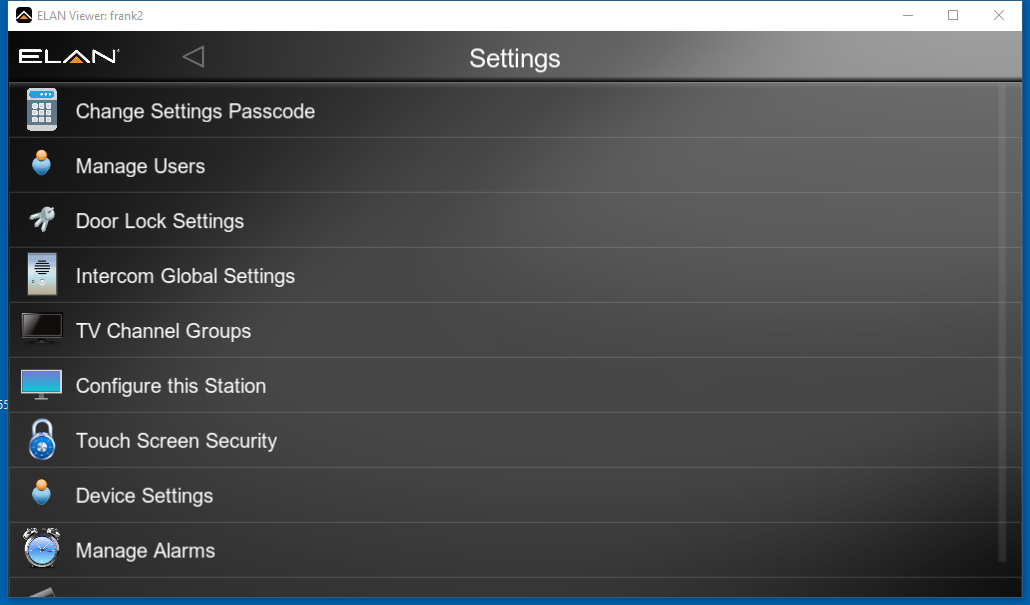 ELAN Viewer: frank2
ELAN
Settings
Change Settings Passcode
Manage Users
Door Lock Settings
Intercom Global Settings
TV Channel Groups
Configure this Station
Touch Screen Security
Device Settings
Manage Alarms